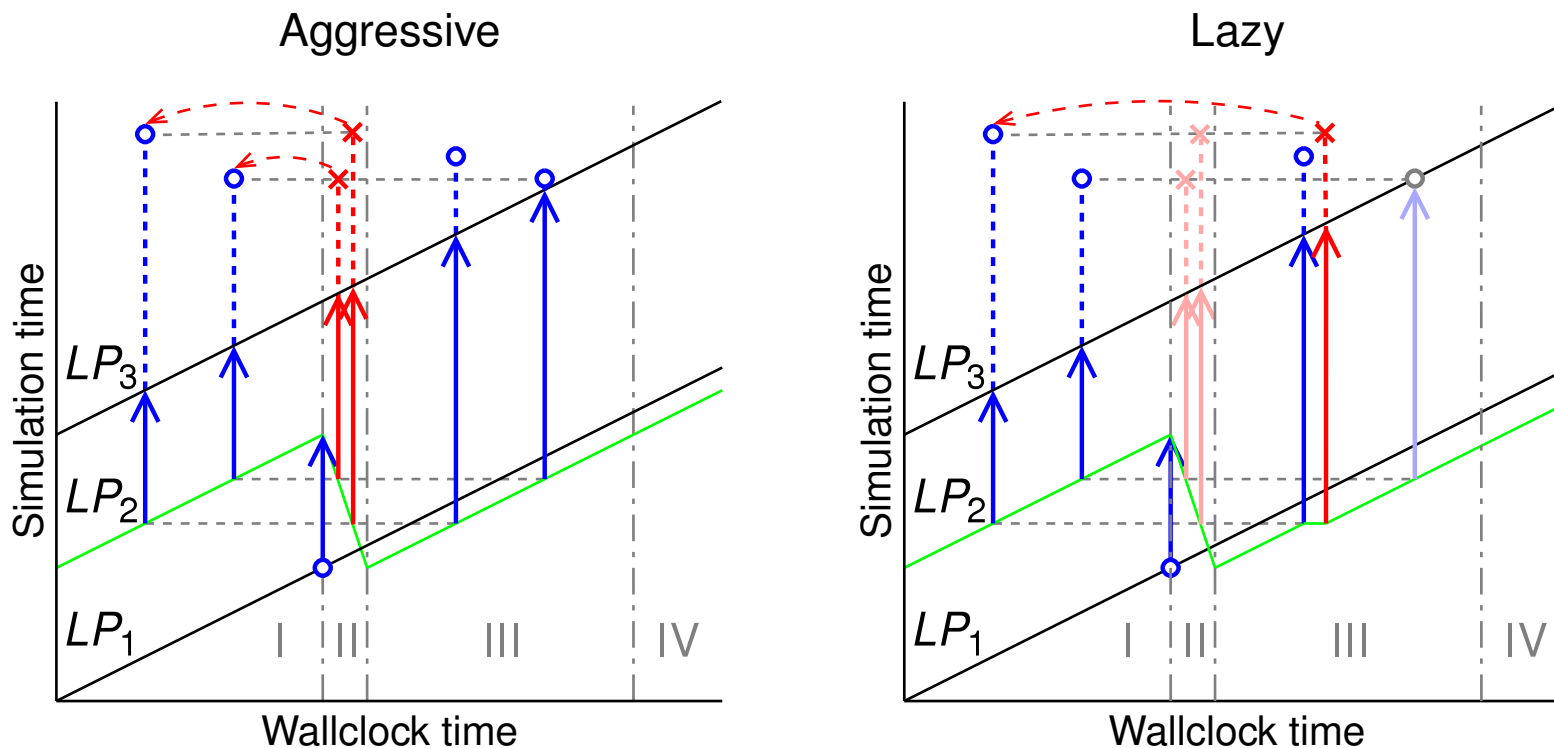 Aggressive
Simulation time
LP3
LP2
LP1
I
II
III
IV
Wallclock time
Lazy
Simulation time
LP3
LP2
LP1
I
II
III
IV
Wallclock time